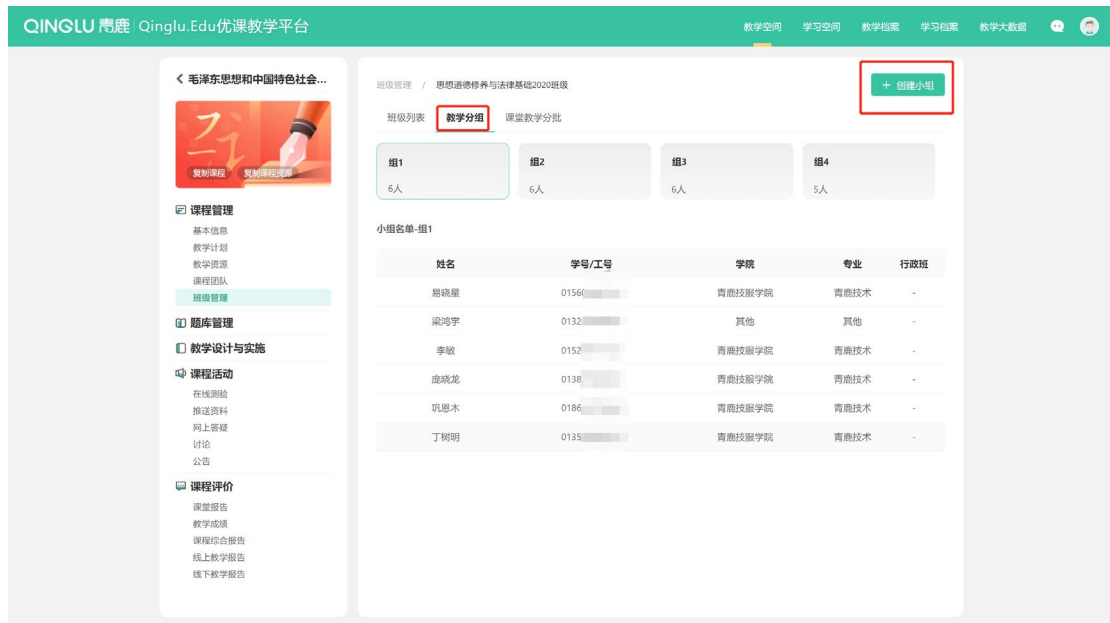 QINGLU 青鹿 Qinglu.Edu优课教学平台
教学空间 学习空间 教学档案 学习档案 教学大数据
毛泽东思想和中国特色社会...
复制课程 复制课程资源
课程管理
基本信息
教学计划
教学资源
课程团队
班级管理
题库管理
教学设计与实施
课程活动
在线测验
推送资料
网上答疑
讨论
公告
课程评价
课堂报告
教学成绩
课程综合报告
线上教学报告
线下教学报告
班级管理 / 思想道德修养与法律基础2020班级
+ 创建小组
班级列表 教学分组 课堂教学分批
组1 组2 组3 组4
6人 6人 6人 5人
小组名单-组1
姓名 学号/工号 学院 专业 行政班
易晓星 0156 青鹿技服学院 青鹿技术 -
梁鸿宇 0132 其他 其他 -
李敏 0152 青鹿技服学院 青鹿技术 -
庞晓龙 0138 青鹿技服学院 青鹿技术 -
巩恩木 0186 青鹿技服学院 青鹿技术 -
丁树明 0135 青鹿技服学院 青鹿技术 -